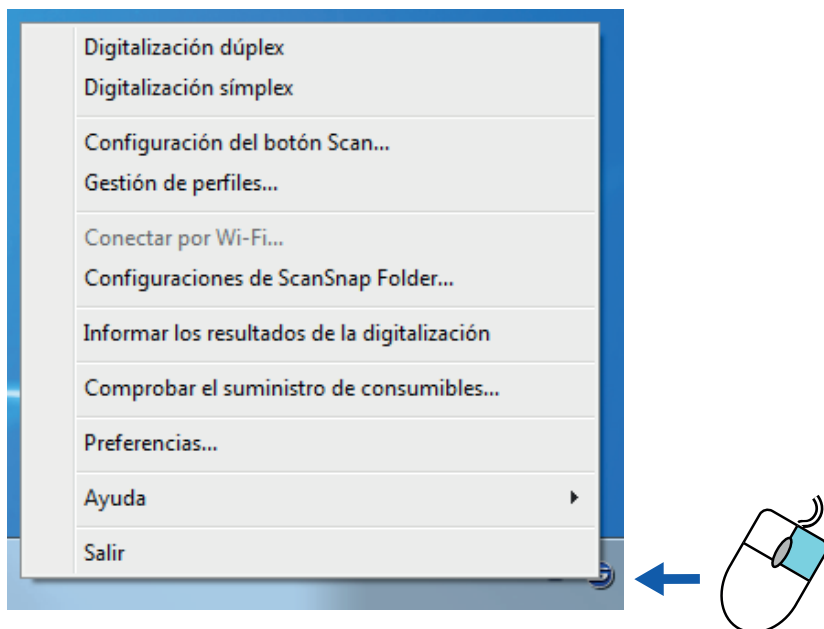 Digitalización dúplex
Digitalización símplex
Configuración del botón Scan...
Gestión de perfiles...
Conectar por Wi-Fi...
Configuraciones de ScanSnap Folder...
Informar los resultados de la digitalización
Comprobar el suministro de consumibles...
Preferencias...
Ayuda
Salir